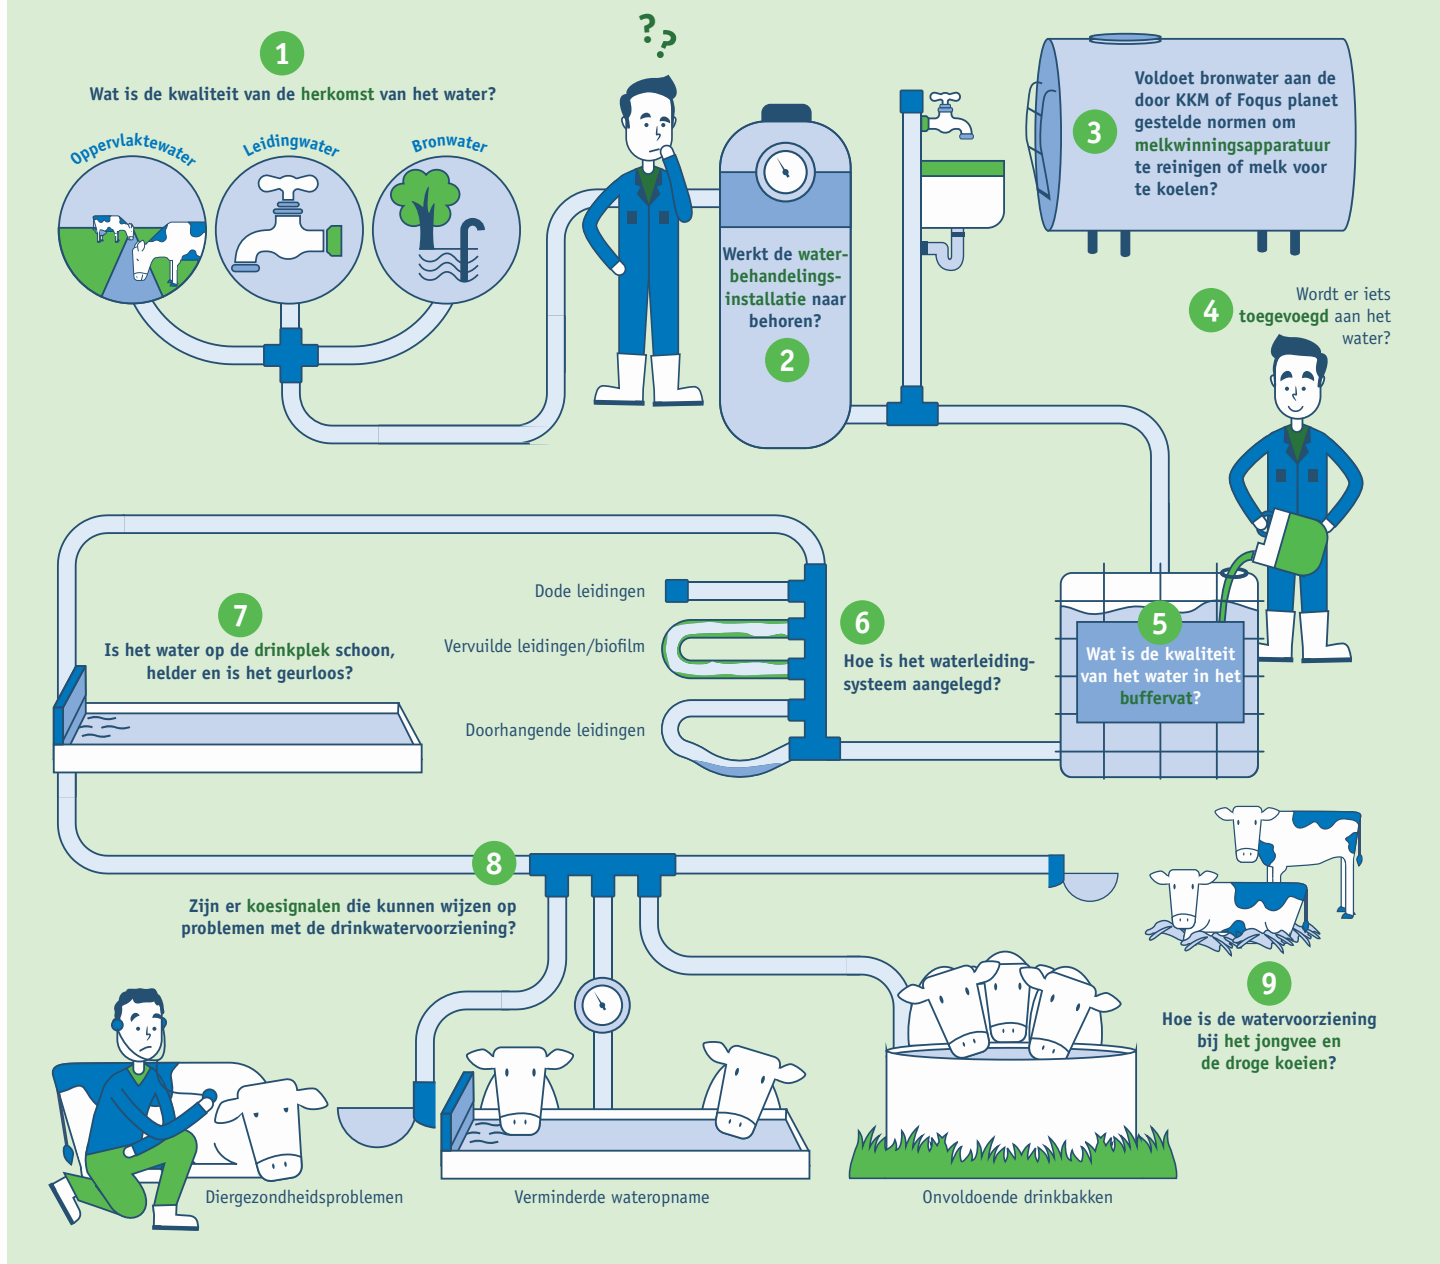 1
Wat is de kwaliteit van de herkomst van het water?
Oppervlaktewater
Leidingwater
Bronwater
??
Werkt de water-
behandelings-
installatie naar
behoren?
2
3
Voldoet bronwater aan de
door KKM of Foqus planet
gestelde normen om
melkwinningsapparatuur
te reinigen of melk voor
te koelen?
4
Wordt er iets
toegevoegd aan het
water?
5
Wat is de kwaliteit
van het water in het
buffervat?
6
Hoe is het waterleiding-
systeem aangelegd?
Dode leidingen
Vervuilde leidingen/biofilm
Doorhangende leidingen
7
Is het water op de drinkplek schoon,
helder en is het geurloos?
8
Zijn er koesignalen die kunnen wijzen op
problemen met de drinkwatervoorziening?
9
Hoe is de watervoorziening
bij het jongvee en
de droge koeien?
Diergezondheidsproblemen
Verminderde wateropname
Onvoldoende drinkbakken